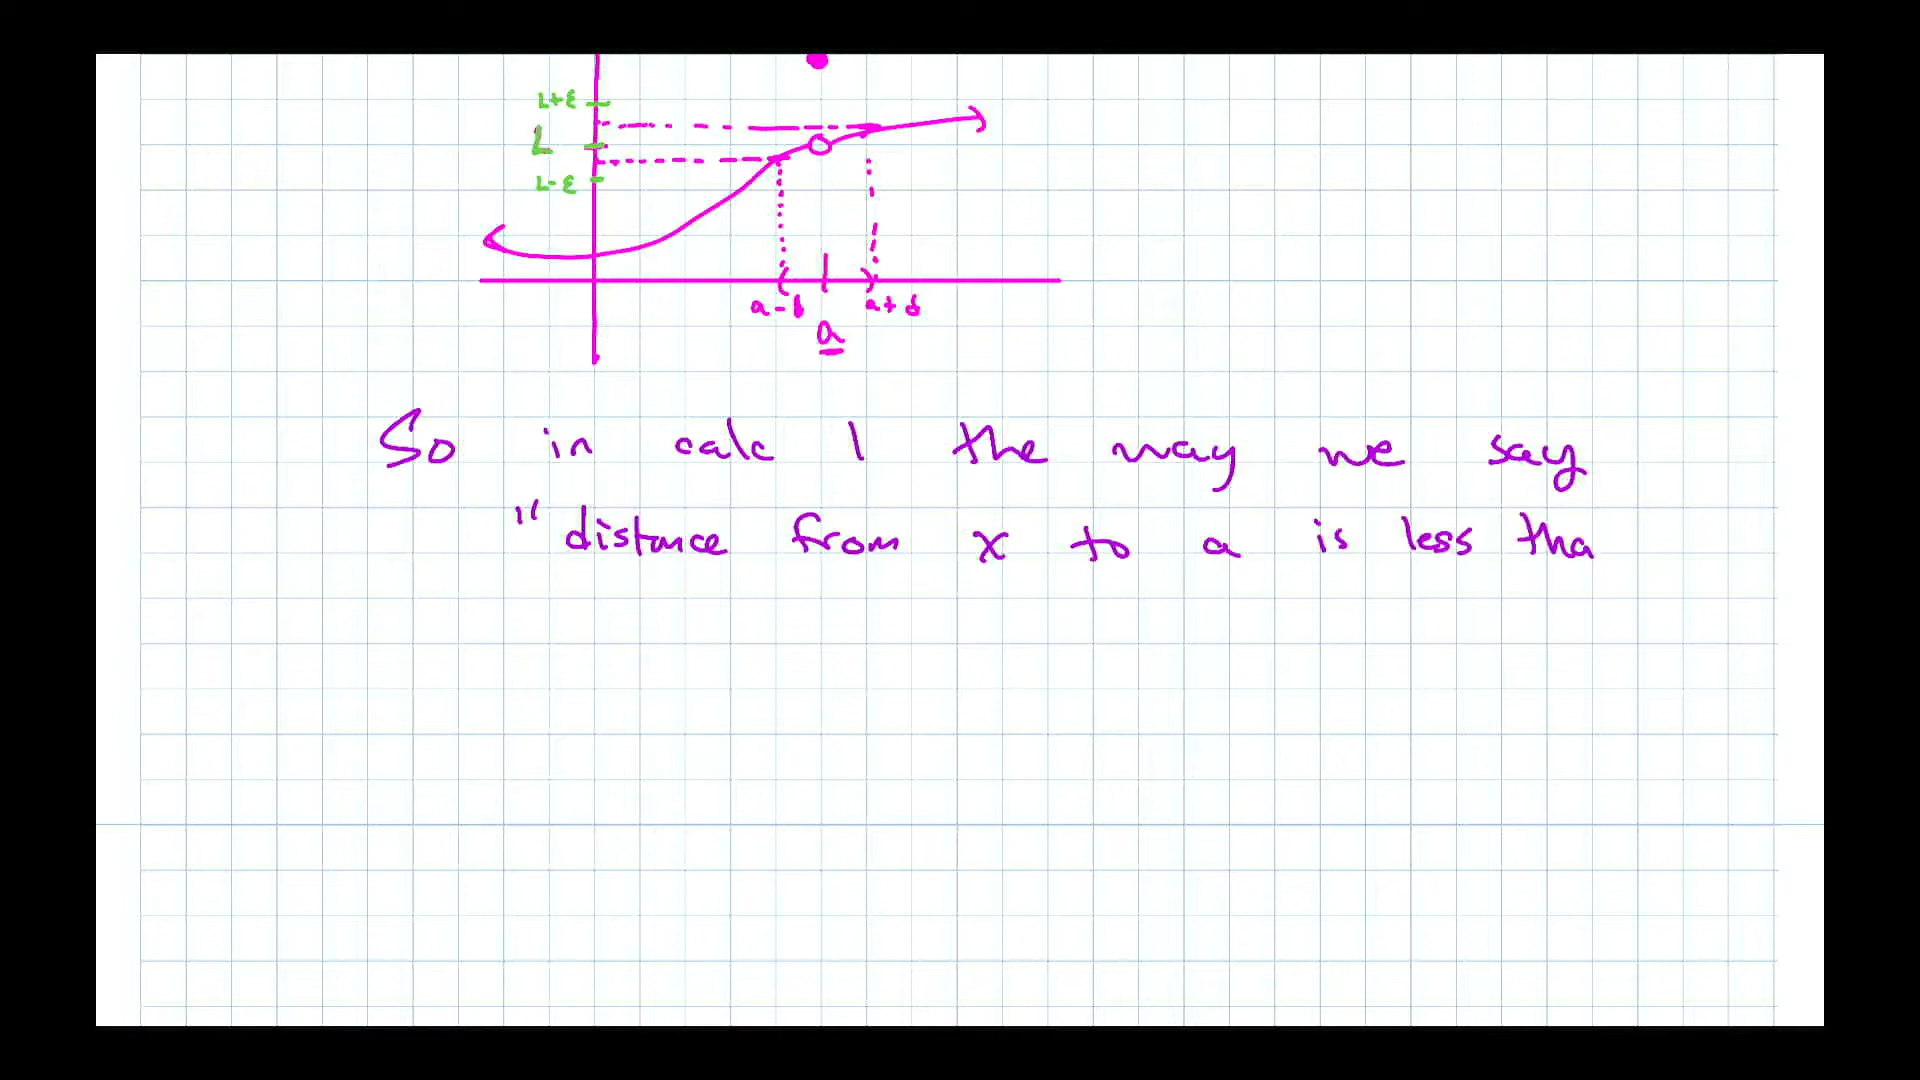 L+ε
L
L-ε
a-δ
a+δ
a
So in calc 1 the way we say
"distance from x to a is less tha